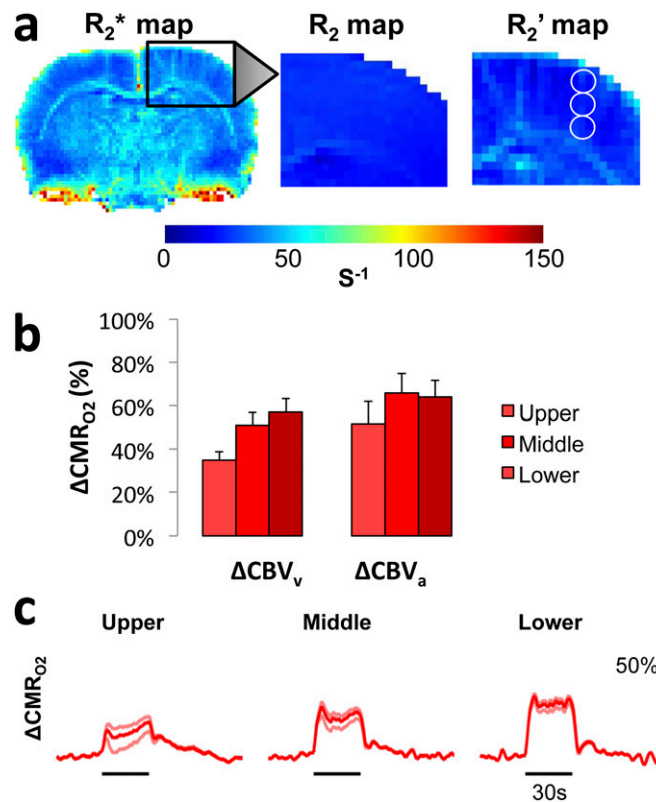 a
R2* map
R2 map
R2' map
0
50
100
150
S-1
b
ΔCMRO2 (%)
100%
80%
60%
40%
20%
0%
ΔCBVv
ΔCBVa
Upper
Middle
Lower
c
Upper
Middle
Lower
ΔCMRO2
50%
30s